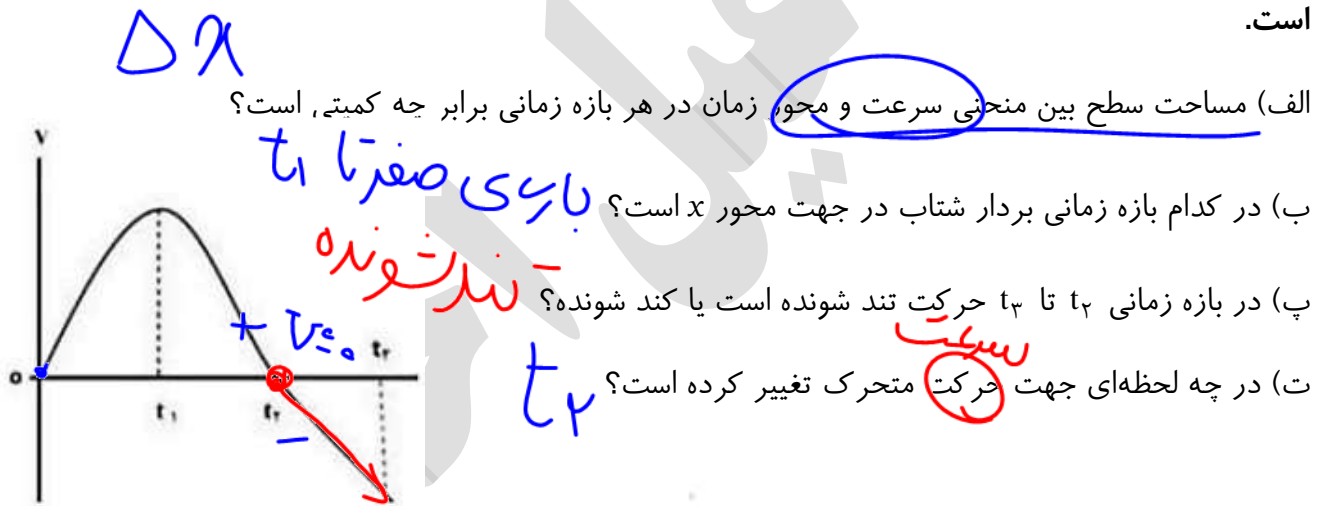 است.
Δx
الف) مساحت سطح بین منحنی سرعت و محور زمان در هر بازه زمانی برابر چه کمیتی است؟
ب) در کدام بازه زمانی بردار شتاب در جهت محور x است؟ بازه‌ی صفر تا t₁
پ) در بازه زمانی t₂ تا t₃ حرکت تند شونده است یا کند شونده؟ تندشونده
سرعت
ت) در چه لحظه‌ای جهت حرکت متحرک تغییر کرده است؟ t₂
v
+ v=0 t₃
o
t₁ t₂
−